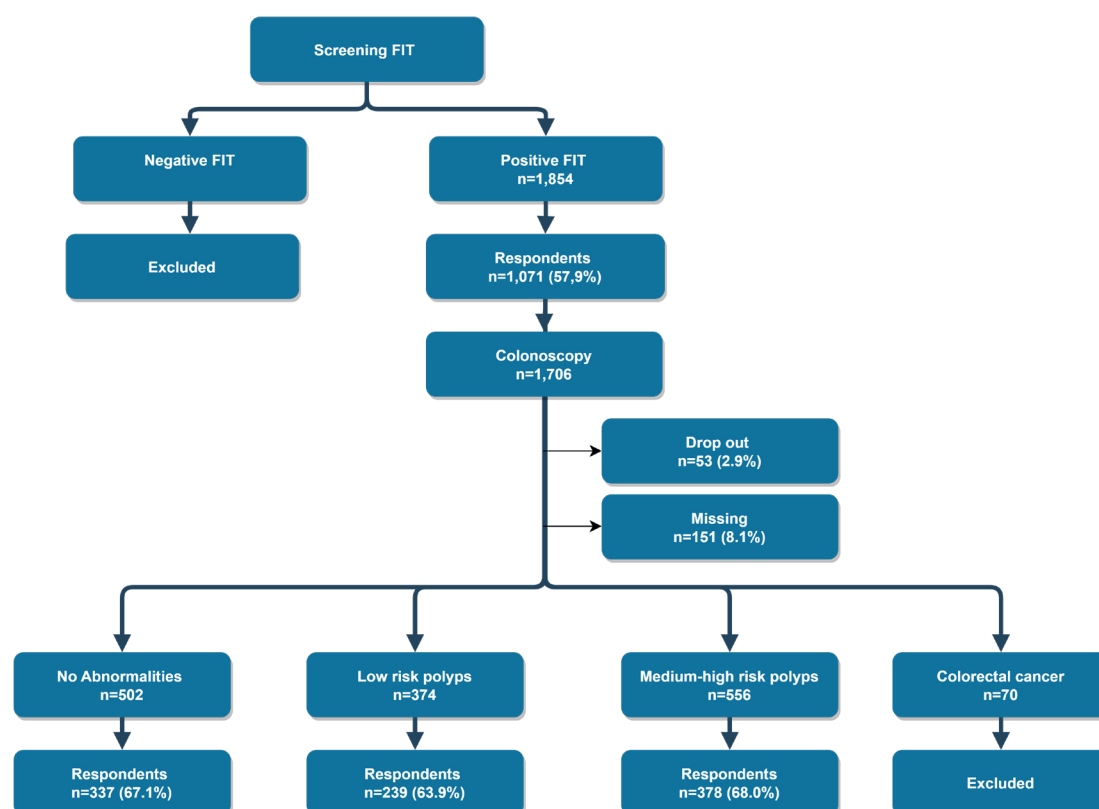 Screening FIT
Negative FIT
Positive FIT
n=1,854
Excluded
Respondents
n=1,071 (57,9%)
Colonoscopy
n=1,706
Drop out
n=53 (2.9%)
Missing
n=151 (8.1%)
No Abnormalities
n=502
Low risk polyps
n=374
Medium-high risk polyps
n=556
Colorectal cancer
n=70
Respondents
n=337 (67.1%)
Respondents
n=239 (63.9%)
Respondents
n=378 (68.0%)
Excluded